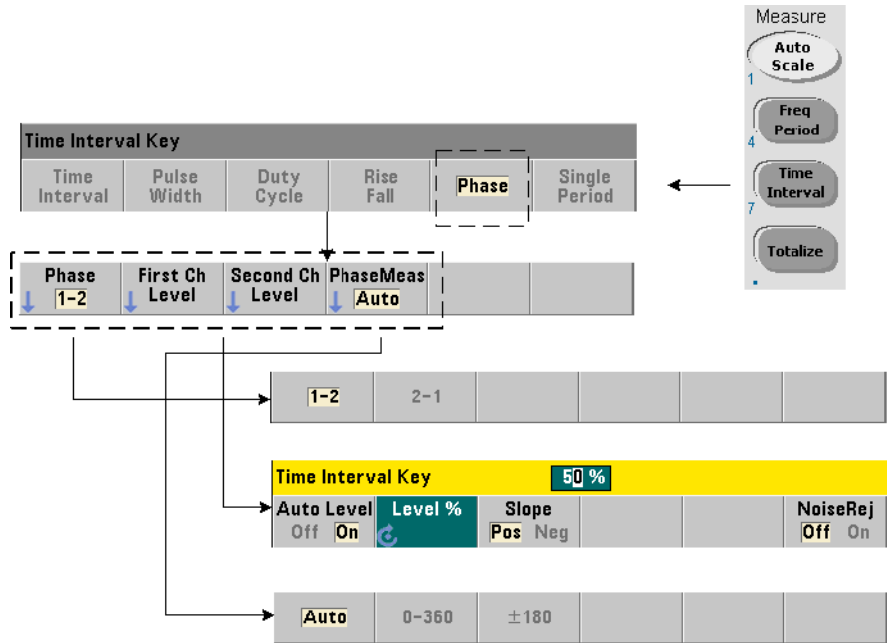 Measure
Auto
Scale
1
Freq
Period
4
Time
Interval
7
Totalize
.
Time Interval Key
Time
Interval
Pulse
Width
Duty
Cycle
Rise
Fall
Phase
Single
Period
Phase
1-2
First Ch
Level
Second Ch
Level
PhaseMeas
Auto
1-2
2-1
Time Interval Key
50 %
Auto Level
Off On
Level %
Slope
Pos Neg
NoiseRej
Off On
Auto
0-360
±180